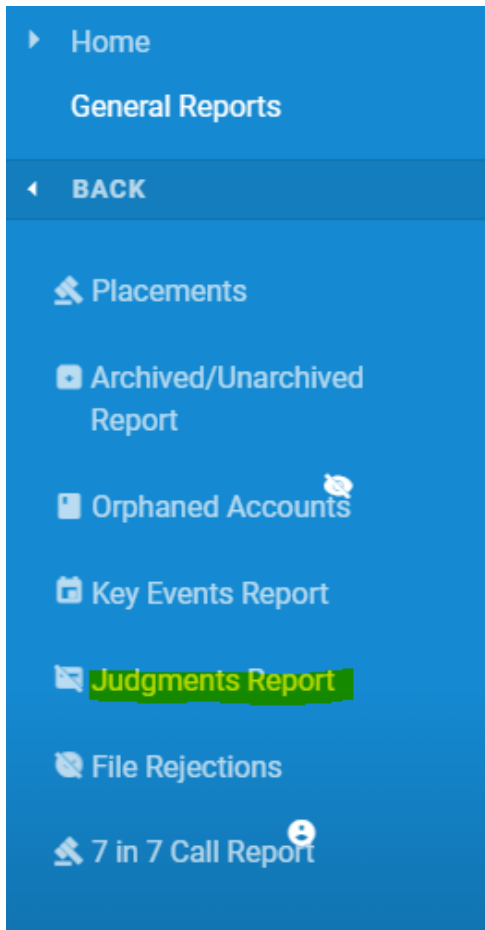 Home
General Reports
BACK
Placements
Archived/Unarchived
Report
Orphaned Accounts
Key Events Report
Judgments Report
File Rejections
7 in 7 Call Report